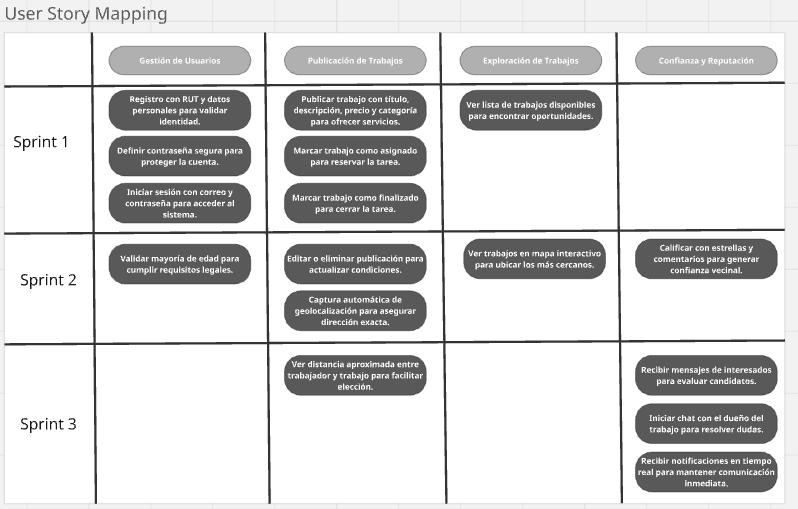 User Story Mapping
Gestión de Usuarios
Publicación de Trabajos
Exploración de Trabajos
Confianza y Reputación
Sprint 1
Registro con RUT y datos
personales para validar
identidad.
Definir contraseña segura para
proteger la cuenta.
Iniciar sesión con correo y
contraseña para acceder al
sistema.
Publicar trabajo con título,
descripción, precio y categoría
para ofrecer servicios.
Marcar trabajo como asignado
para reservar la tarea.
Marcar trabajo como finalizado
para cerrar la tarea.
Ver lista de trabajos disponibles
para encontrar oportunidades.
Sprint 2
Validar mayoría de edad para
cumplir requisitos legales.
Editar o eliminar publicación para
actualizar condiciones.
Captura automática de
geolocalización para asegurar
dirección exacta.
Ver trabajos en mapa interactivo
para ubicar los más cercanos.
Calificar con estrellas y
comentarios para generar
confianza vecinal.
Sprint 3
Ver distancia aproximada entre
trabajador y trabajo para facilitar
elección.
Recibir mensajes de interesados
para evaluar candidatos.
Iniciar chat con el dueño del
trabajo para resolver dudas.
Recibir notificaciones en tiempo
real para mantener comunicación
inmediata.